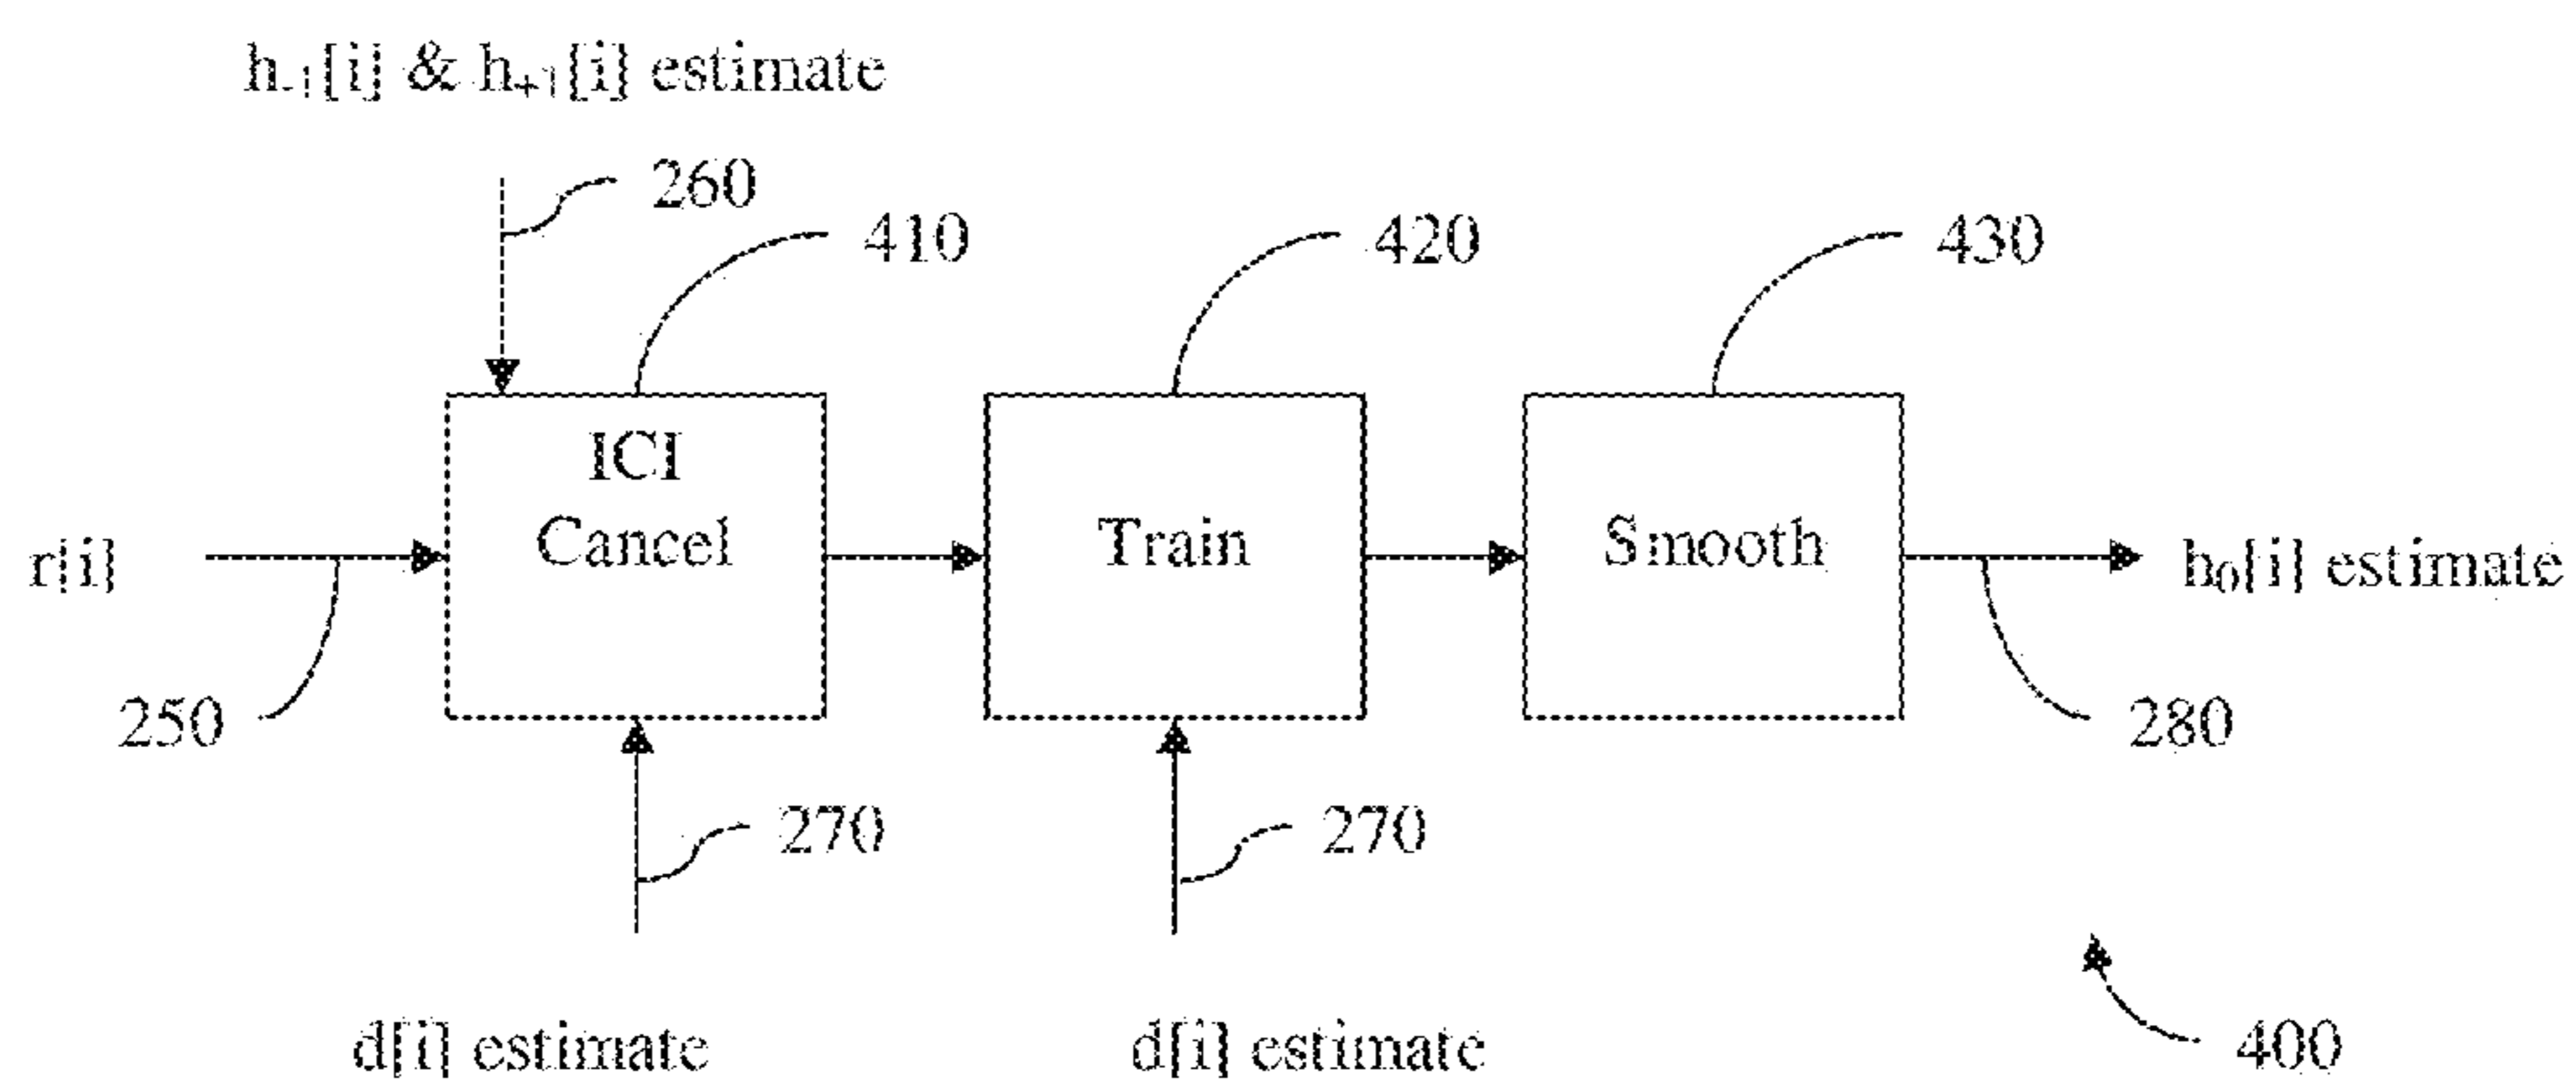 h-1[i] & h+1[i] estimate
260
410
420
430
ICI
Cancel
Train
Smooth
r[i]
h0[i] estimate
250
280
270
270
d[i] estimate
d[i] estimate
400